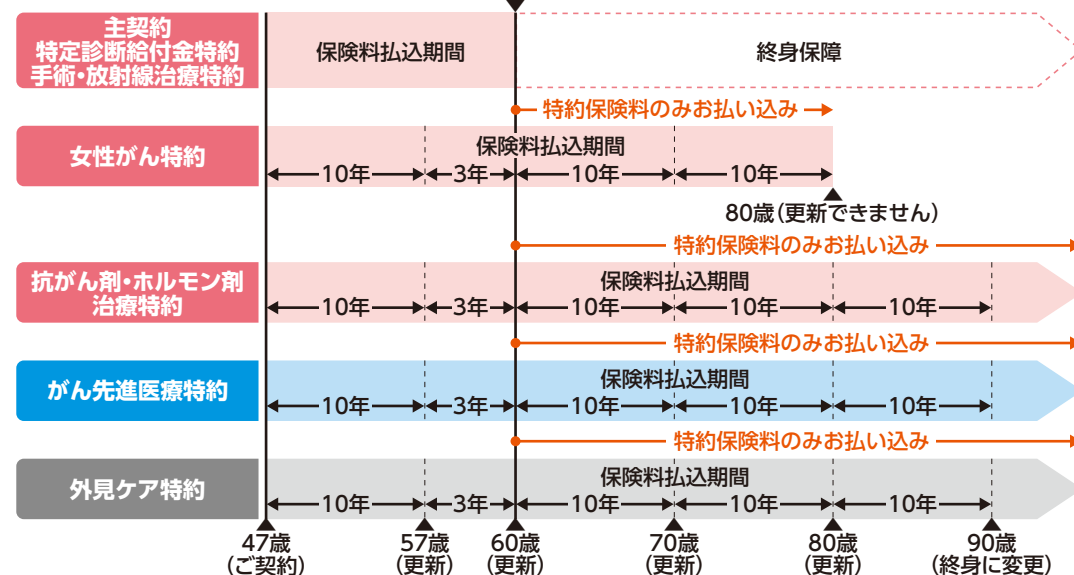 主契約
特定診断給付金特約
手術・放射線治療特約
保険料払込期間
終身保障
特約保険料のみお払い込み
女性がん特約
保険料払込期間
10年
3年
10年
10年
80歳(更新できません)
特約保険料のみお払い込み
抗がん剤・ホルモン剤
治療特約
保険料払込期間
10年
3年
10年
10年
10年
特約保険料のみお払い込み
がん先進医療特約
保険料払込期間
10年
3年
10年
10年
10年
特約保険料のみお払い込み
外見ケア特約
保険料払込期間
10年
3年
10年
10年
10年
47歳
(ご契約)
57歳
(更新)
60歳
(更新)
70歳
(更新)
80歳
(更新)
90歳
(終身に変更)